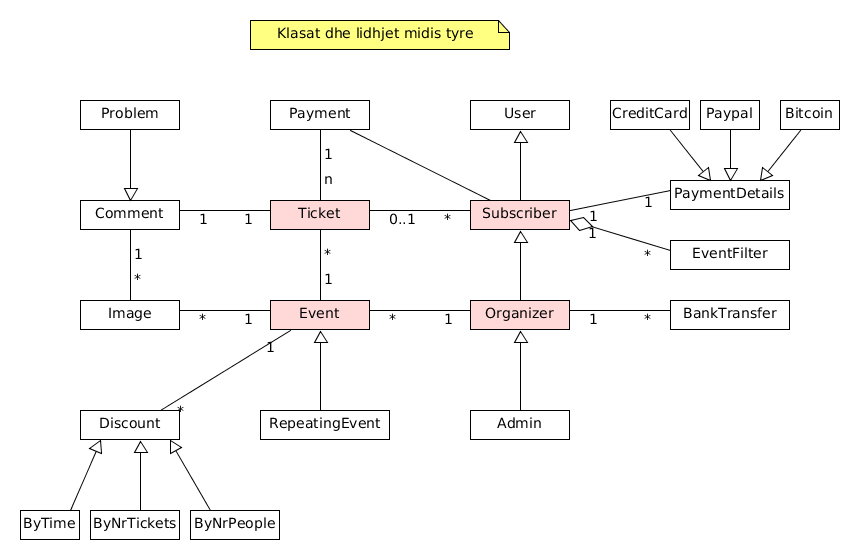 Klasat dhe lidhjet midis tyre
Problem
Payment
User
CreditCard
Paypal
Bitcoin
1
n
PaymentDetails
Comment
Ticket
Subscriber
1
1
0..1
*
1
1
1
1
*
*
1
*
EventFilter
Image
Event
Organizer
BankTransfer
*
1
*
1
1
*
1
*
Discount
RepeatingEvent
Admin
ByTime
ByNrTickets
ByNrPeople